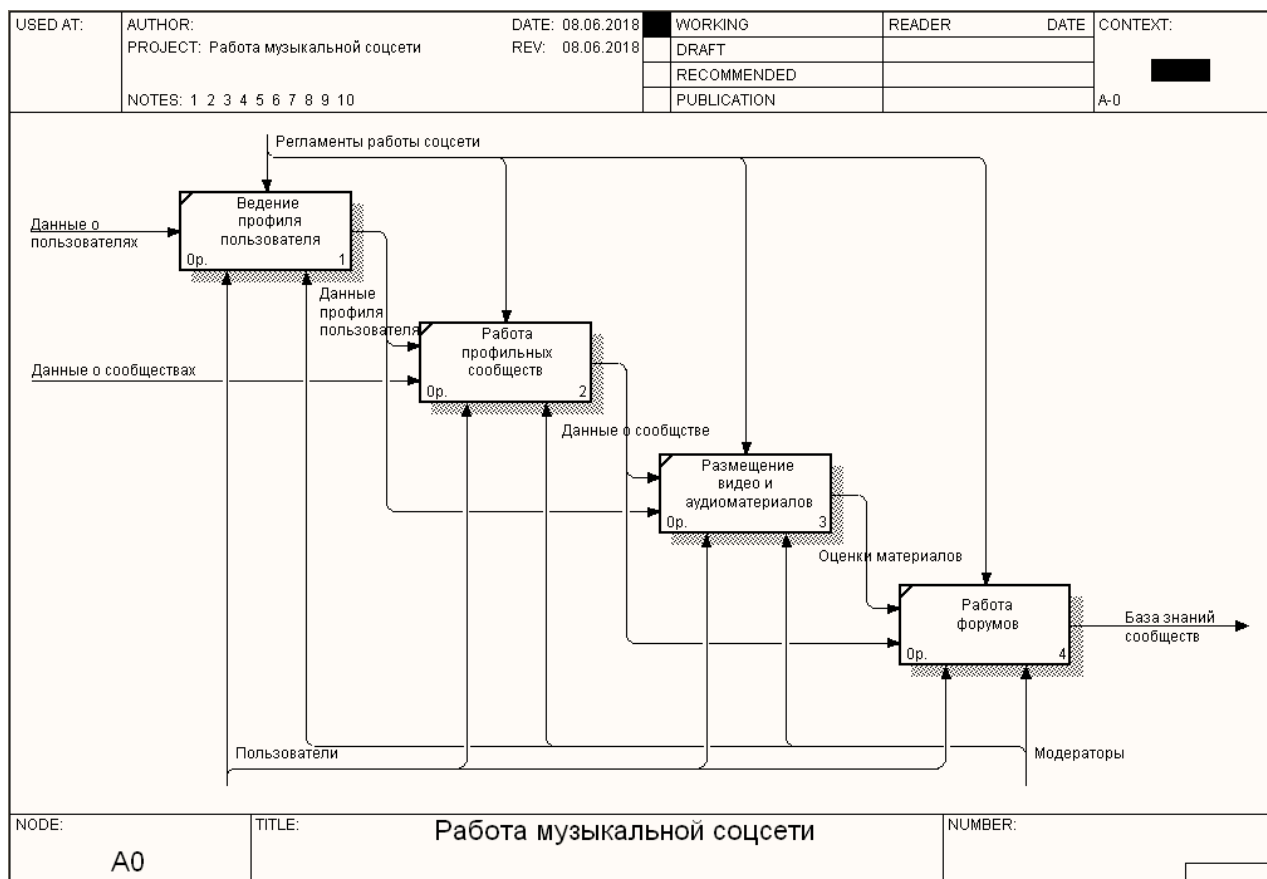 USED AT:
AUTHOR:
DATE: 08.06.2018
PROJECT: Работа музыкальной соцсети
REV: 08.06.2018
NOTES: 1 2 3 4 5 6 7 8 9 10
WORKING
DRAFT
RECOMMENDED
PUBLICATION
READER
DATE
CONTEXT:
A-0
Регламенты работы соцсети
Данные о
пользователях
Ведение
профиля
пользователя
0р.
1
Данные
профиля
пользователя
Данные о сообществах
Работа
профильных
сообществ
0р.
2
Данные о сообщстве
Размещение
видео и
аудиоматериалов
0р.
3
Оценки материалов
Работа
форумов
0р.
4
База знаний
сообществ
Пользователи
Модераторы
NODE:
A0
TITLE:
Работа музыкальной соцсети
NUMBER: